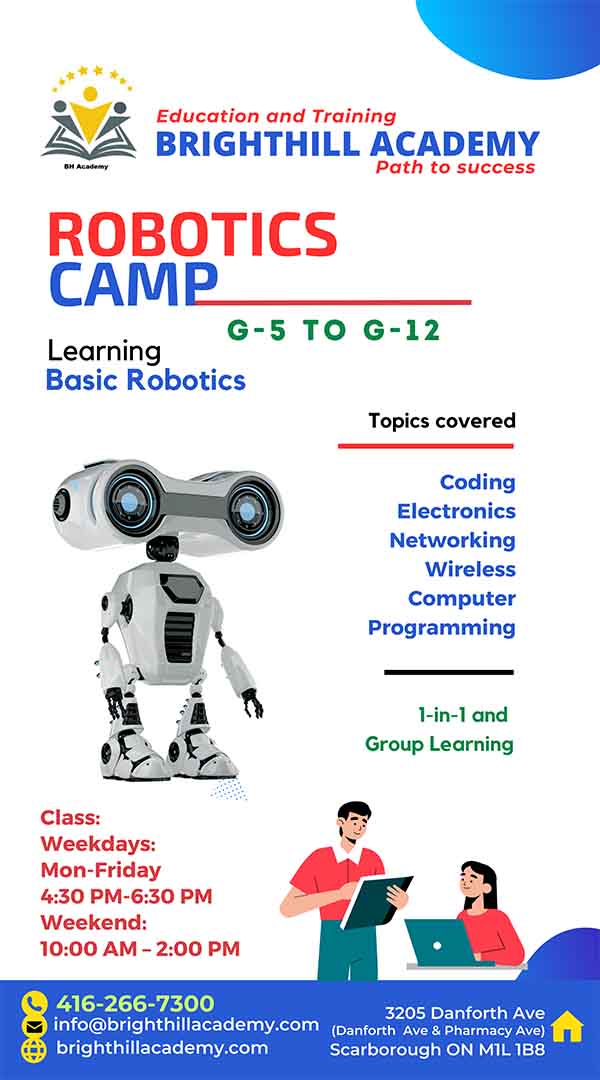 BH Academy
Education and Training
BRIGHTHILL ACADEMY
Path to success
ROBOTICS
CAMP
G-5 TO G-12
Learning
Basic Robotics
Topics covered
Coding
Electronics
Networking
Wireless
Computer
Programming
1-in-1 and
Group Learning
Class:
Weekdays:
Mon-Friday
4:30 PM-6:30 PM
Weekend:
10:00 AM – 2:00 PM
416-266-7300
info@brighthillacademy.com
brighthillacademy.com
3205 Danforth Ave
(Danforth Ave & Pharmacy Ave)
Scarborough ON M1L 1B8